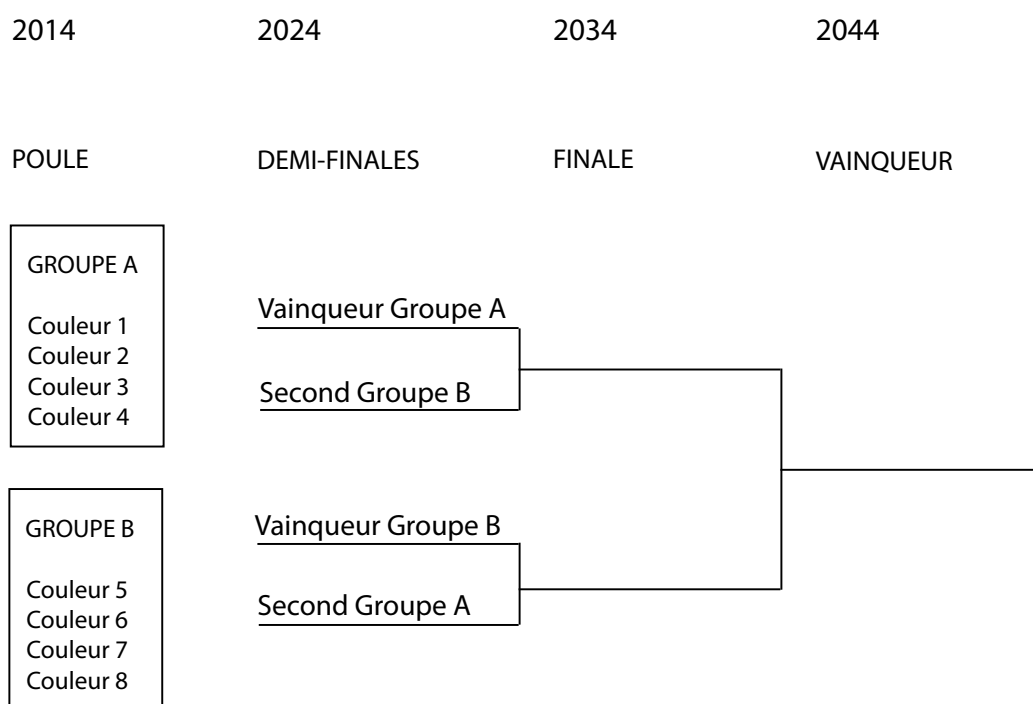 2014
2024
2034
2044
POULE
DEMI-FINALES
FINALE
VAINQUEUR
GROUPE A
Couleur 1
Couleur 2
Couleur 3
Couleur 4
Vainqueur Groupe A
Second Groupe B
GROUPE B
Couleur 5
Couleur 6
Couleur 7
Couleur 8
Vainqueur Groupe B
Second Groupe A